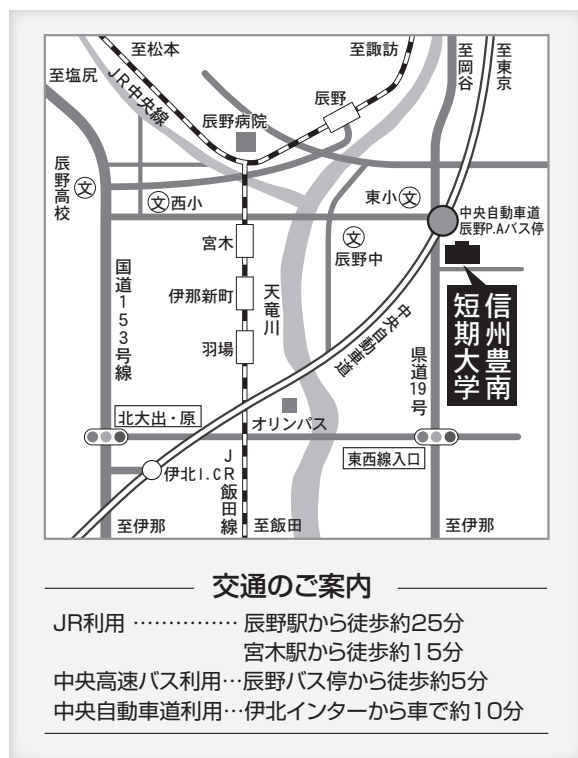 至松本
至諏訪
至岡谷
至東京
至塩尻
JR中央線
辰野
辰野病院
辰野高校
文
文西小
東小文
中央自動車道
辰野P.Aバス停
文
辰野中
宮木
国道153号線
伊那新町
天竜川
中央自動車道
信州豊南
短期大学
羽場
県道19号
北大出・原
オリンパス
東西線入口
伊北I.C
JR飯田線
至伊那
至飯田
至伊那
交通のご案内
JR利用 …………… 辰野駅から徒歩約25分
宮木駅から徒歩約15分
中央高速バス利用…辰野バス停から徒歩約5分
中央自動車道利用…伊北インターから車で約10分